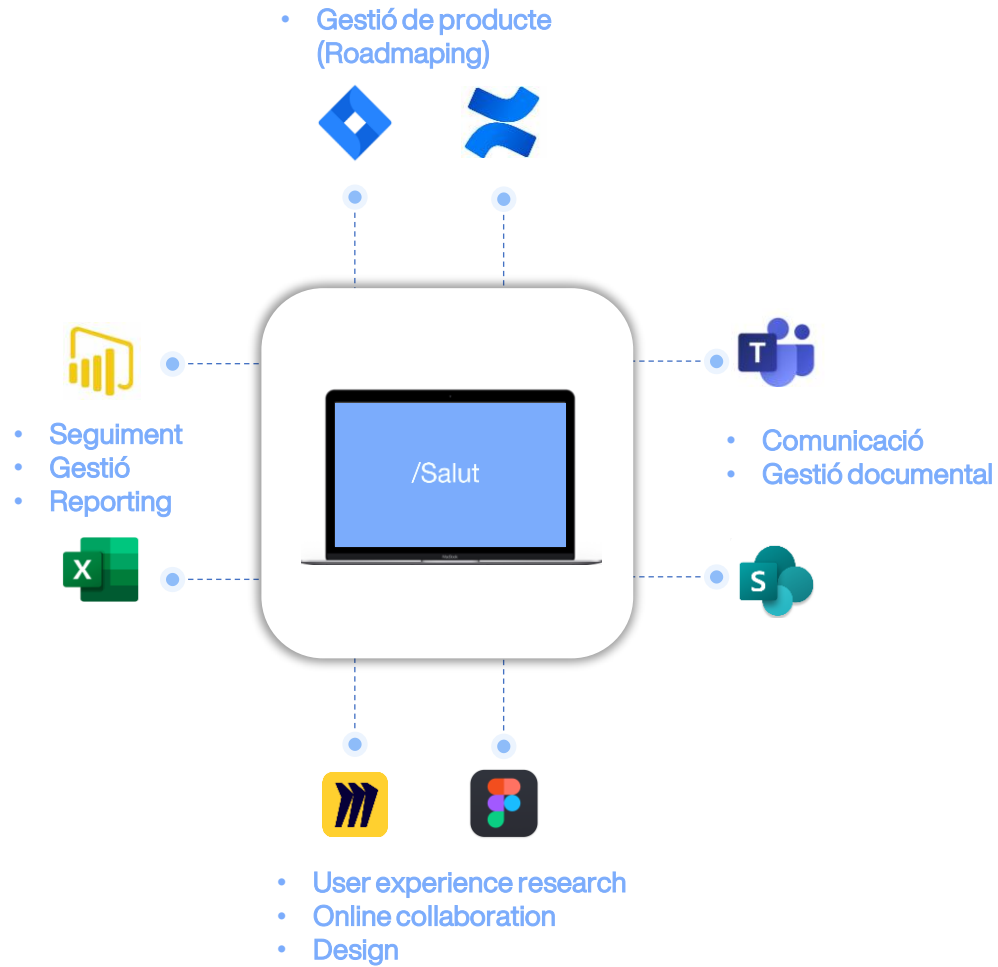 • Gestió de producte
(Roadmaping)
• Seguiment
• Gestió
• Reporting
X
/Salut
T
• Comunicació
• Gestió documental
S
• User experience research
• Online collaboration
• Design